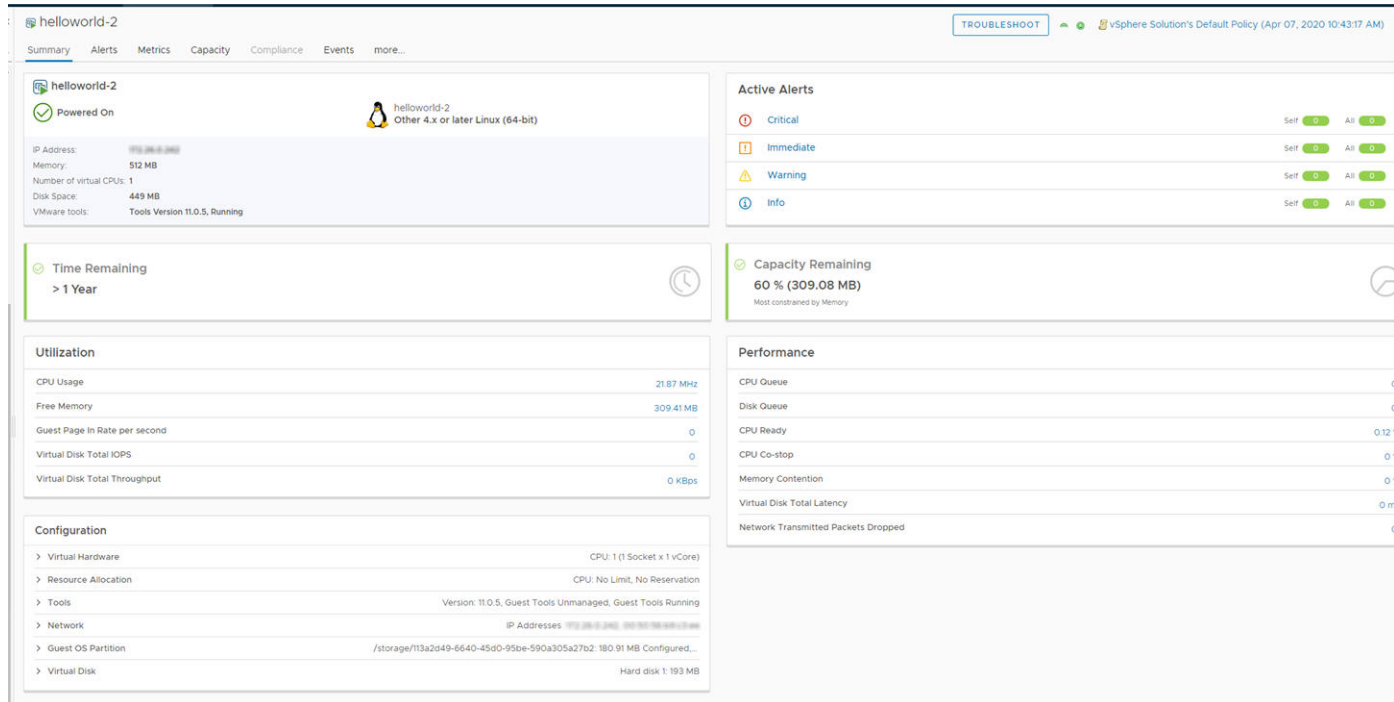 helloworld-2
TROUBLESHOOT vSphere Solution's Default Policy (Apr 07, 2020 10:43:17 AM)
Summary Alerts Metrics Capacity Compliance Events more...
helloworld-2
Powered On
helloworld-2
Other 4.x or later Linux (64-bit)
IP Address:
Memory: 512 MB
Number of virtual CPUs: 1
Disk Space: 449 MB
VMware tools: Tools Version 11.0.5, Running
Active Alerts
Critical Self 0 All 0
Immediate Self 0 All 0
Warning Self 0 All 0
Info Self 0 All 0
Time Remaining
> 1 Year
Capacity Remaining
60 % (309.08 MB)
Most constrained by Memory
Utilization
CPU Usage 21.87 MHz
Free Memory 309.41 MB
Guest Page In Rate per second 0
Virtual Disk Total IOPS 0
Virtual Disk Total Throughput 0 KBps
Performance
CPU Queue
Disk Queue
CPU Ready 0.12
CPU Co-stop 0
Memory Contention 0
Virtual Disk Total Latency 0 m
Network Transmitted Packets Dropped
Configuration
> Virtual Hardware CPU: 1 (1 Socket x 1 vCore)
> Resource Allocation CPU: No Limit, No Reservation
> Tools Version: 11.0.5, Guest Tools Unmanaged, Guest Tools Running
> Network IP Addresses
> Guest OS Partition /storage/113a2d49-6640-45d0-95be-590a305a27b2: 180.91 MB Configured,...
> Virtual Disk Hard disk 1: 193 MB